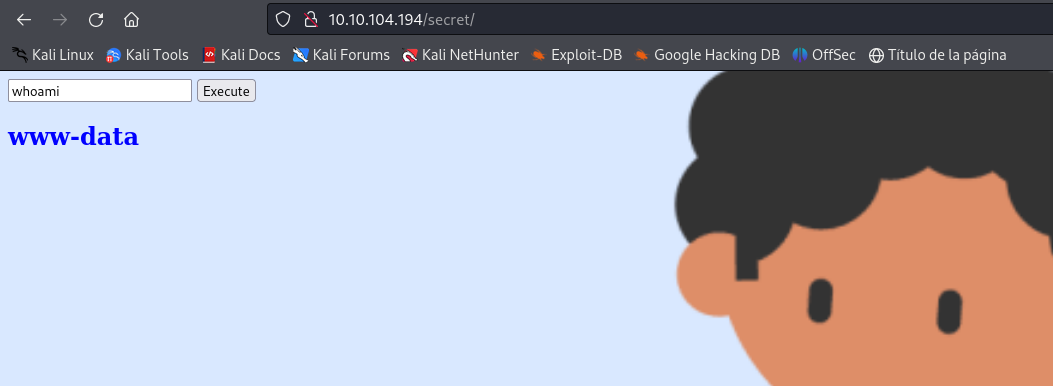 10.10.104.194/secret/
Kali Linux Kali Tools Kali Docs Kali Forums Kali NetHunter Exploit-DB Google Hacking DB OffSec Título de la página
whoami Execute
www-data